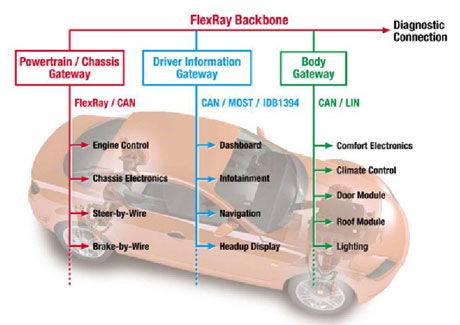 FlexRay Backbone
Diagnostic
Connection
Powertrain / Chassis
Gateway
Driver Information
Gateway
Body
Gateway
FlexRay / CAN
CAN / MOST / IDB1394
CAN / LIN
Engine Control
Chassis Electronics
Steer-by-Wire
Brake-by-Wire
Dashboard
Infotainment
Navigation
Headup Display
Comfort Electronics
Climate Control
Door Module
Roof Module
Lighting